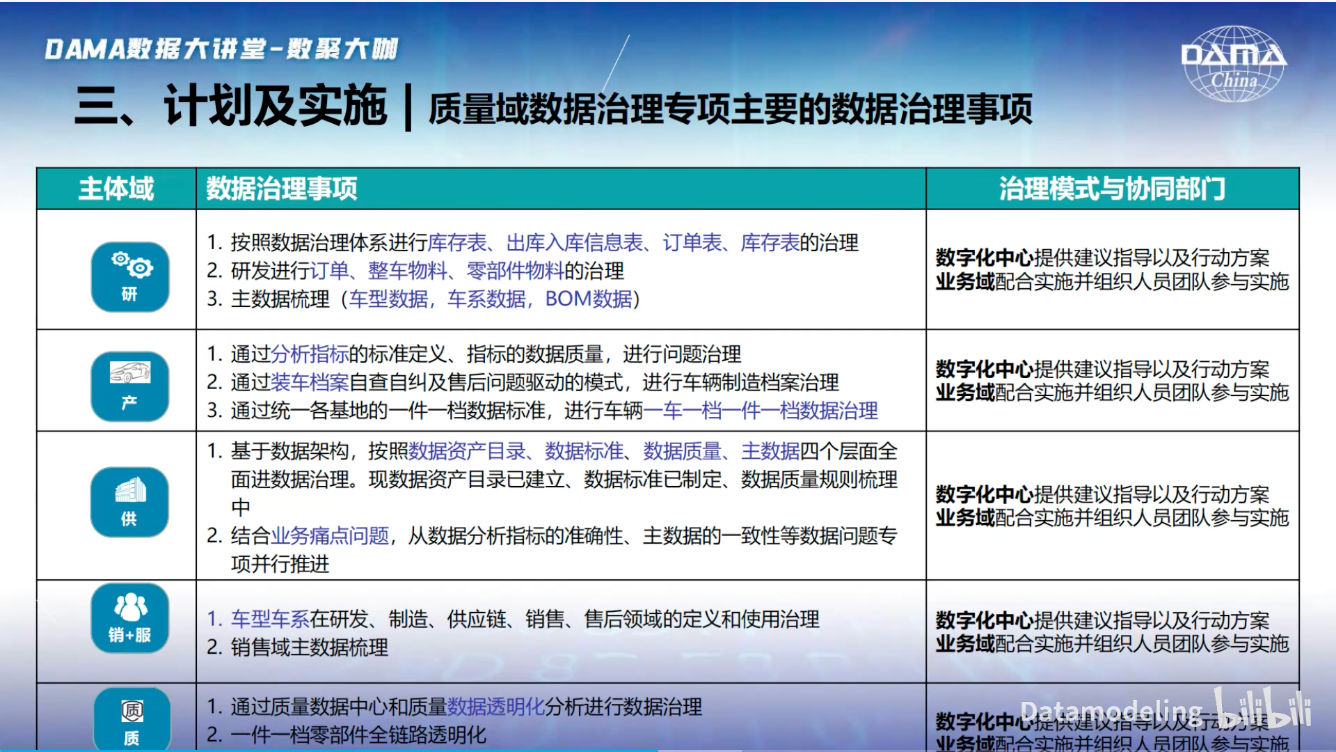 DAMA数据大讲堂-数聚大咖
DAMA
China
三、计划及实施 | 质量域数据治理专项主要的数据治理事项
主体域
数据治理事项
治理模式与协同部门
研
1. 按照数据治理体系进行库存表、出库入库信息表、订单表、库存表的治理
2. 研发进行订单、整车物料、零部件物料的治理
3. 主数据梳理（车型数据，车系数据，BOM数据）
数字化中心提供建议指导以及行动方案
业务域配合实施并组织人员团队参与实施
产
1. 通过分析指标的标准定义、指标的数据质量，进行问题治理
2. 通过装车档案自查自纠及售后问题驱动的模式，进行车辆制造档案治理
3. 通过统一各基地的一件一档数据标准，进行车辆一车一档一件一档数据治理
数字化中心提供建议指导以及行动方案
业务域配合实施并组织人员团队参与实施
供
1. 基于数据架构，按照数据资产目录、数据标准、数据质量、主数据四个层面全
面进数据治理。现数据资产目录已建立、数据标准已制定、数据质量规则梳理
中
2. 结合业务痛点问题，从数据分析指标的准确性、主数据的一致性等数据问题专
项并行推进
数字化中心提供建议指导以及行动方案
业务域配合实施并组织人员团队参与实施
销+服
1. 车型车系在研发、制造、供应链、销售、售后领域的定义和使用治理
2. 销售域主数据梳理
数字化中心提供建议指导以及行动方案
业务域配合实施并组织人员团队参与实施
质
质
1. 通过质量数据中心和质量数据透明化分析进行数据治理
2. 一件一档零部件全链路透明化
数字化中心提供建议指导以及行动方案
业务域配合实施并组织人员团队参与实施
Datamodeling bilibili